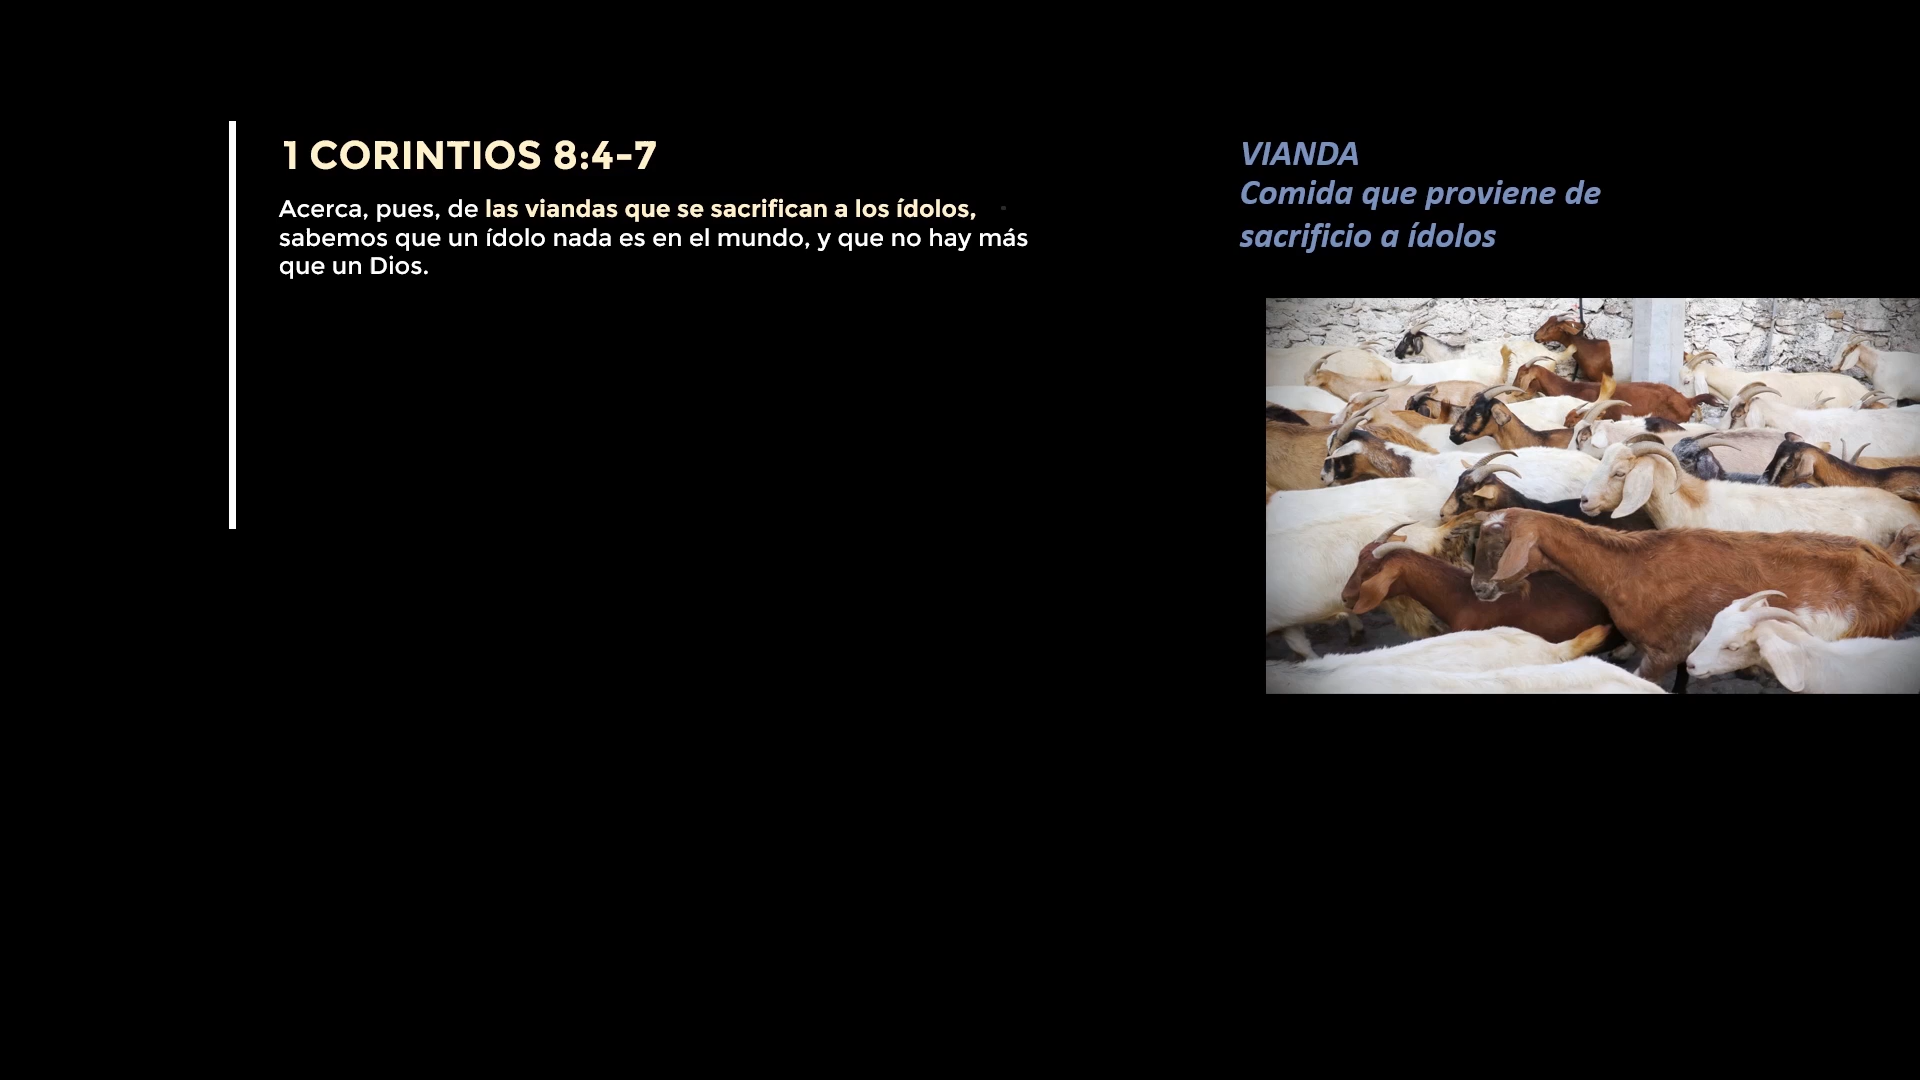 1 CORINTIOS 8:4-7
Acerca, pues, de las viandas que se sacrifican a los ídolos,
sabemos que un ídolo nada es en el mundo, y que no hay más
que un Dios.
VIANDA
Comida que proviene de
sacrificio a ídolos